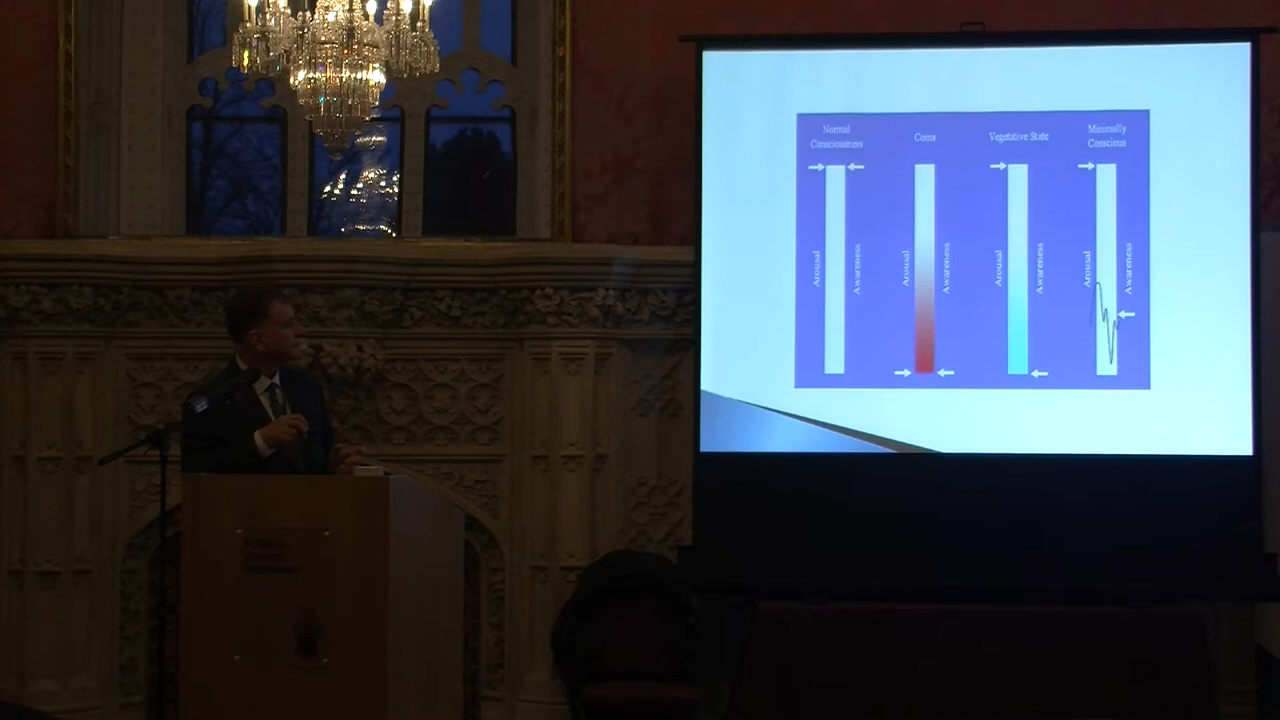 Normal
Consciousness
Coma
Vegetative State
Minimally
Conscious
Arousal
Awareness
Arousal
Awareness
Arousal
Awareness
Arousal
Awareness